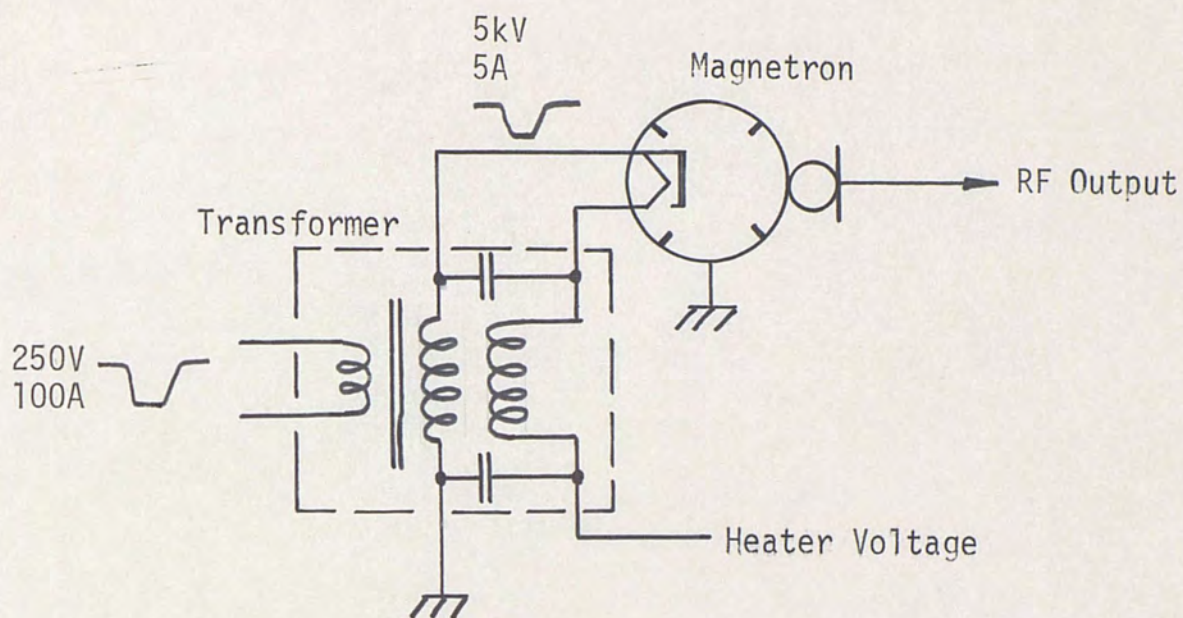 5kV
5A
Magnetron
RF Output
Transformer
250V
100A
Heater Voltage